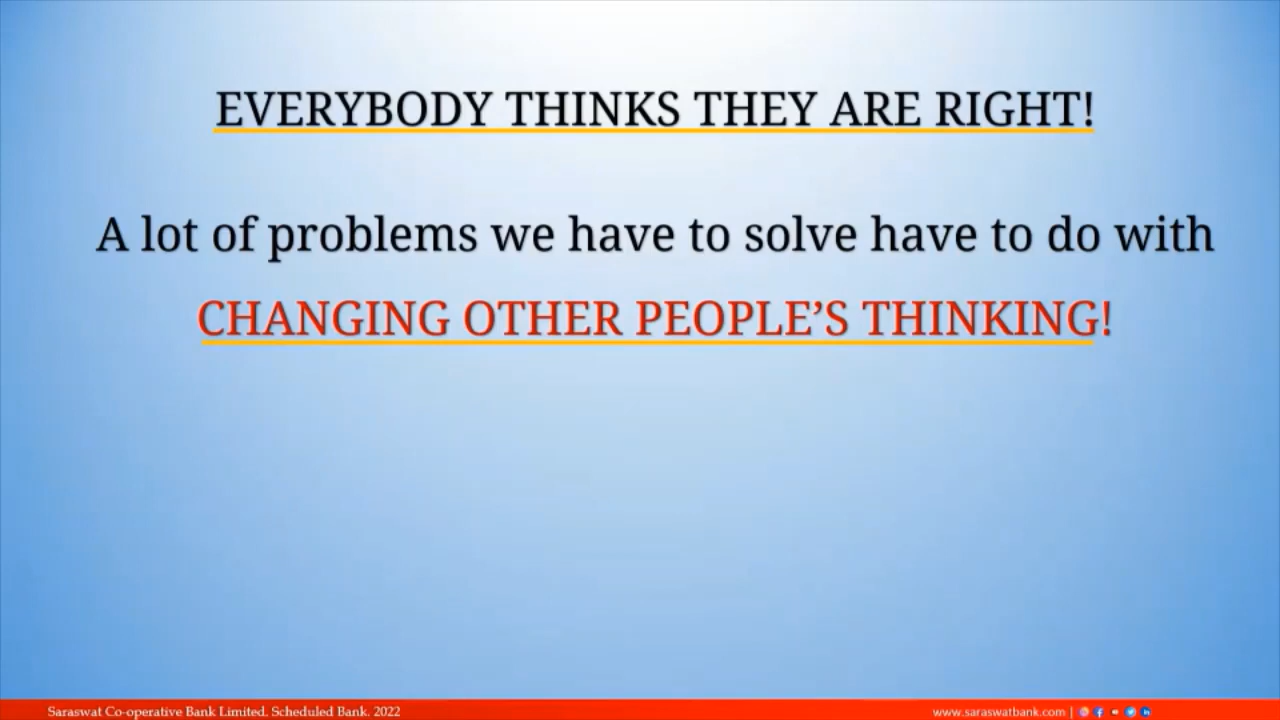 EVERYBODY THINKS THEY ARE RIGHT!
A lot of problems we have to solve have to do with
CHANGING OTHER PEOPLE’S THINKING!
Saraswat Co-operative Bank Limited. Scheduled Bank. 2022
www.saraswatbank.com |